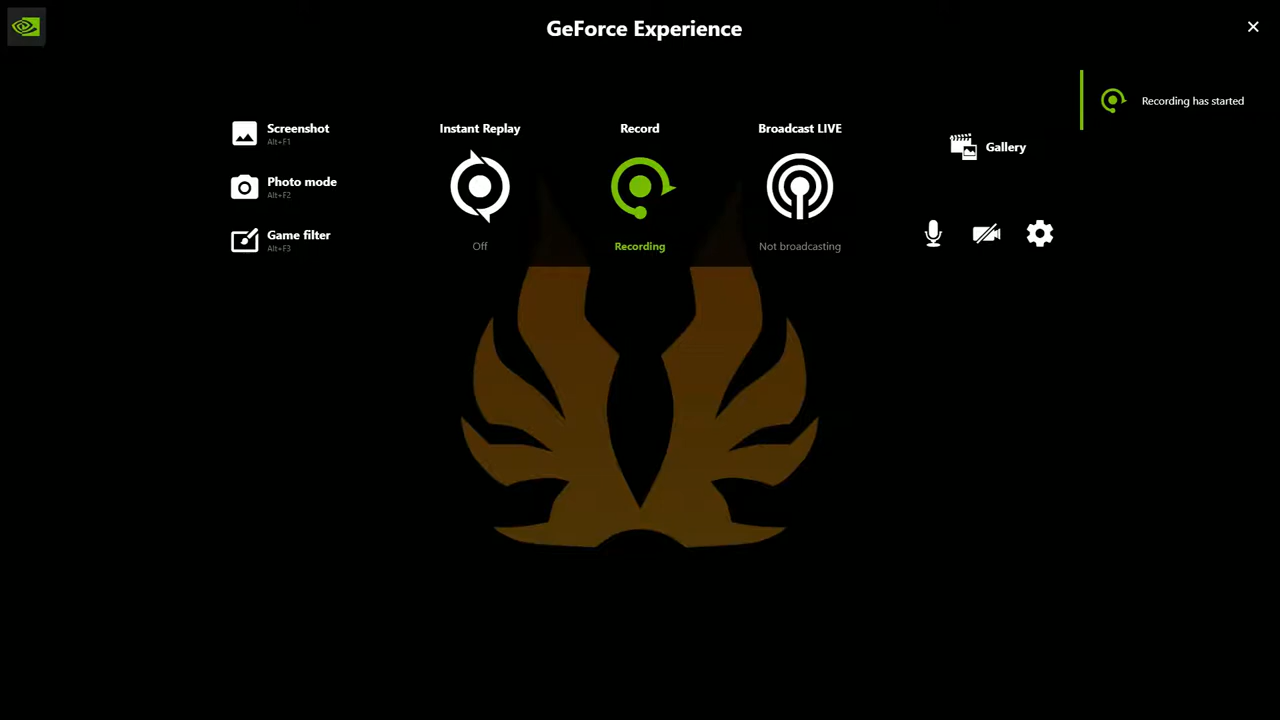 GeForce Experience
Recording has started
Screenshot
Alt+F1
Photo mode
Alt+F2
Game filter
Alt+F3
Instant Replay
Off
Record
Recording
Broadcast LIVE
Not broadcasting
Gallery